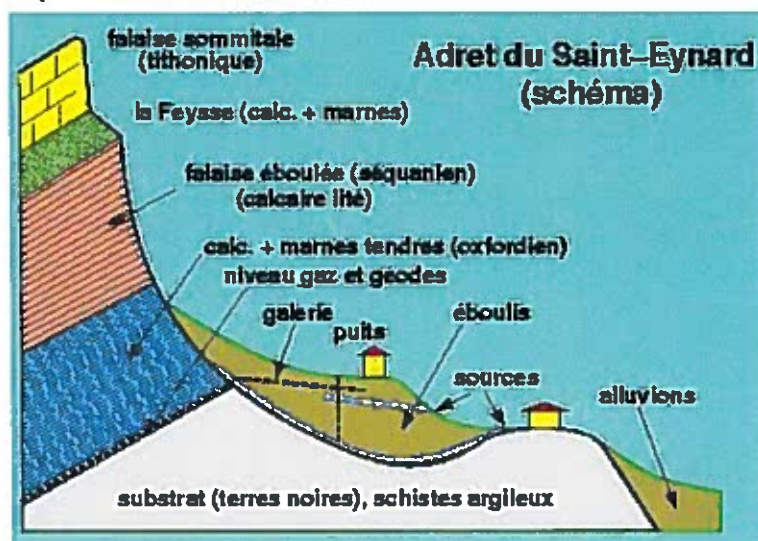 falaise sommitale
(tithonique)
Adret du Saint-Eynard
(schéma)
la Feysse (calc. + marnes)
falaise éboulée (séquanien)
(calcaire lité)
calc. + marnes tendres (oxfordien)
niveau gaz et géodes
galerie
puits
éboulis
sources
alluvions
substrat (terres noires), schistes argileux